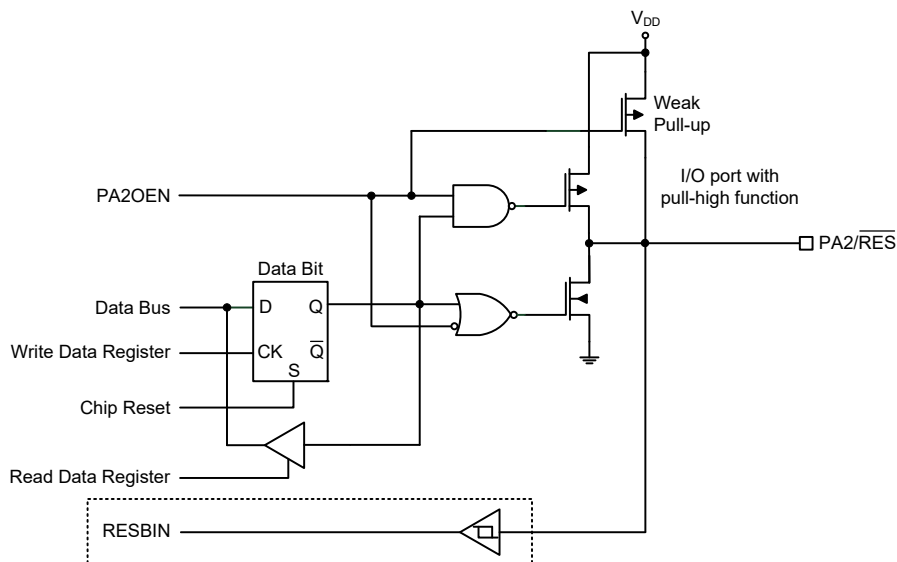 VDD
Weak
Pull-up
I/O port with
pull-high function
PA2OEN
PA2/RES
Data Bit
Data Bus
D
Q
Write Data Register
CK
Q
S
Chip Reset
Read Data Register
RESBIN